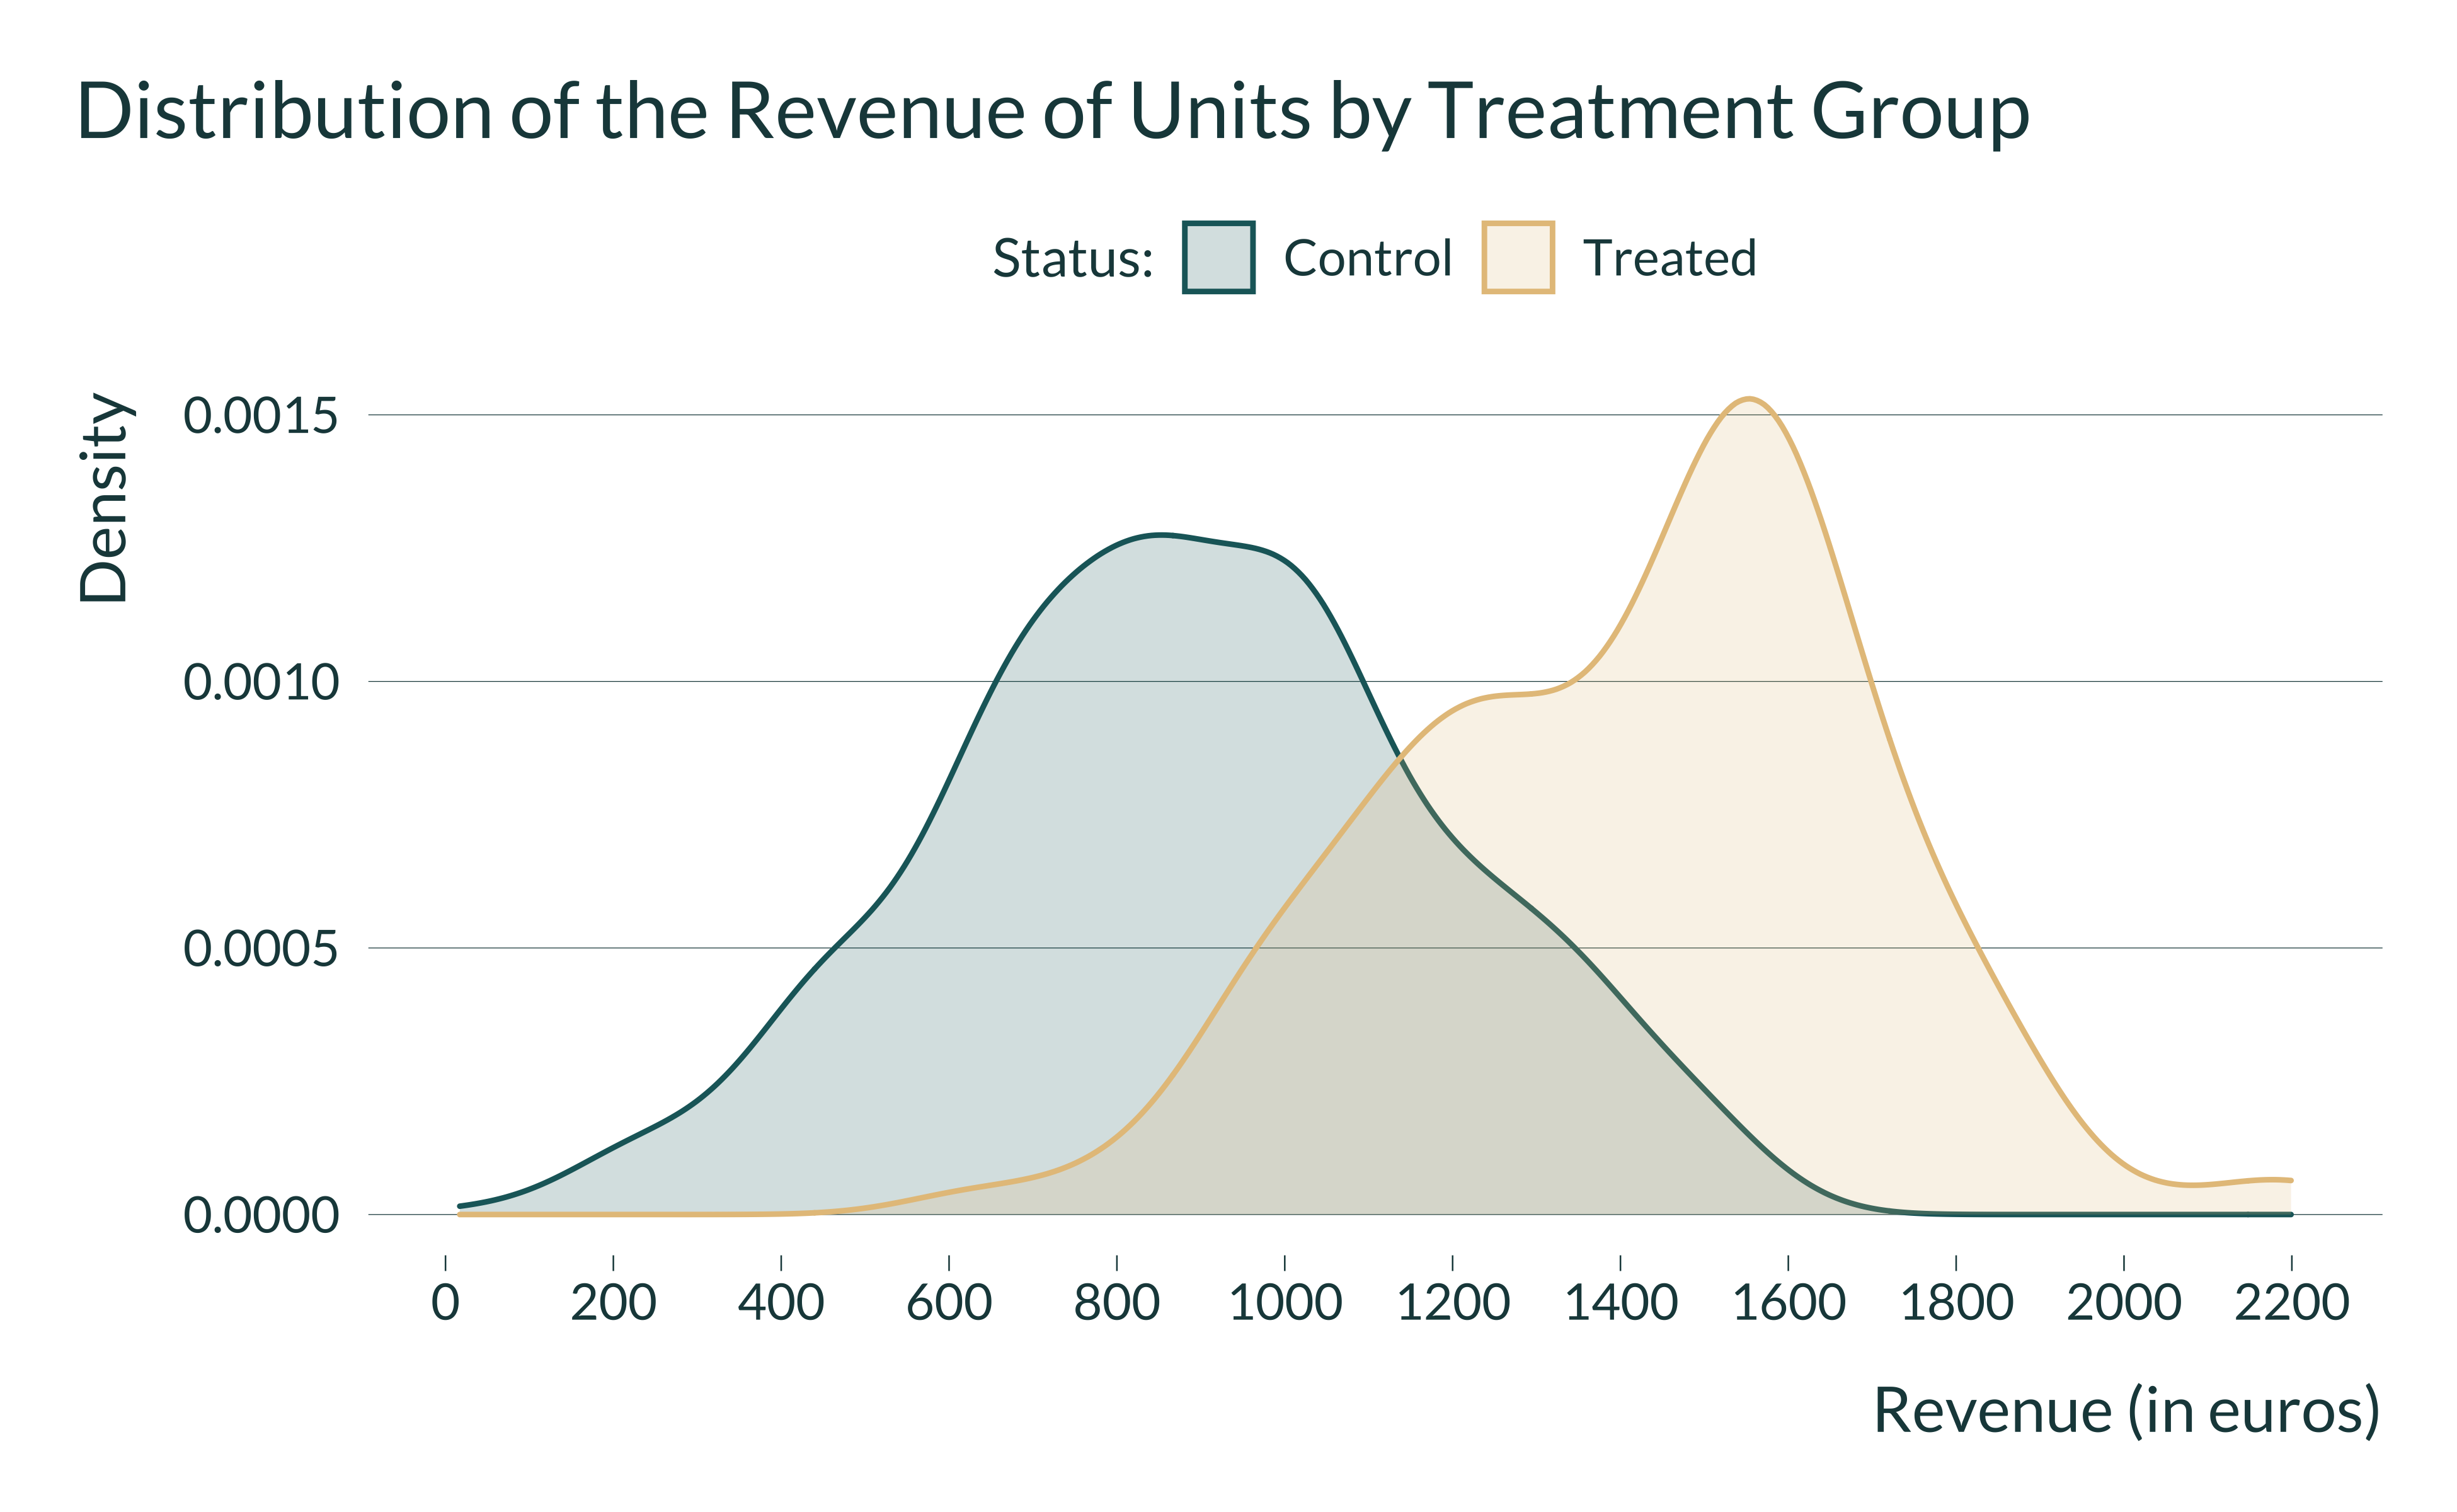 Distribution of the Revenue of Units by Treatment Group
Status: Control Treated
Density
0.0015
0.0010
0.0005
0.0000
0 200 400 600 800 1000 1200 1400 1600 1800 2000 2200
Revenue (in euros)